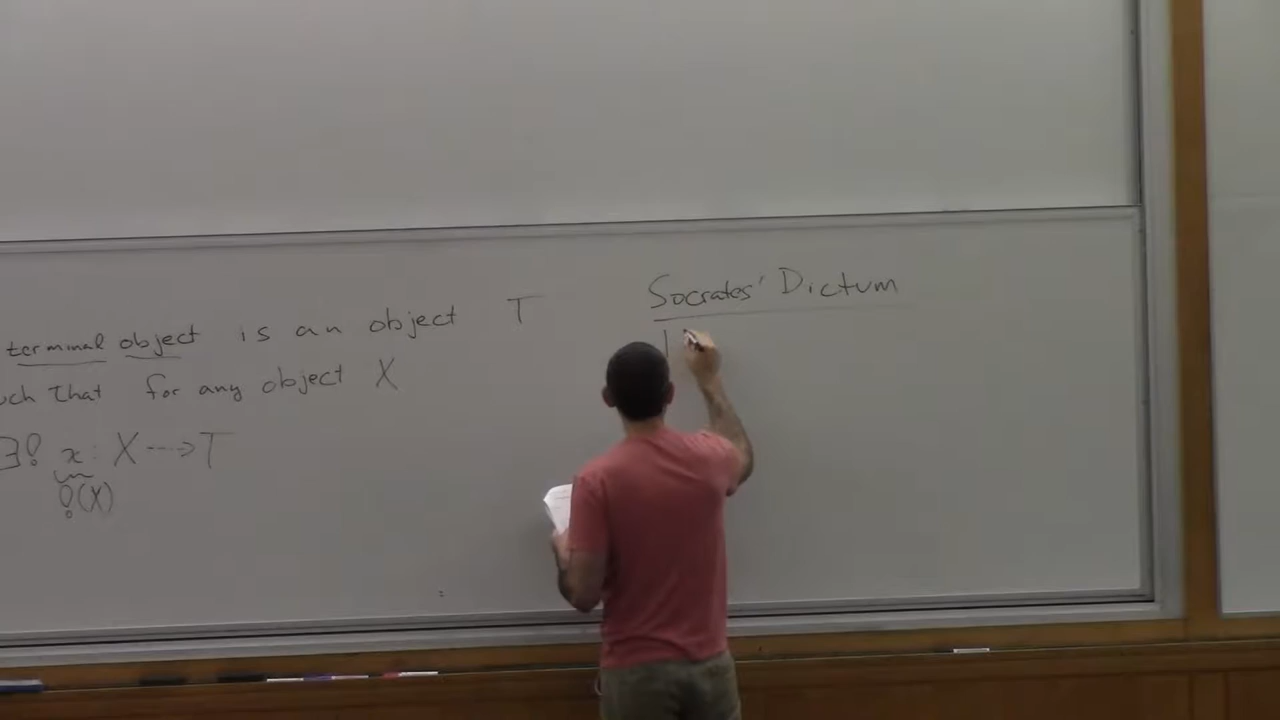 terminal object is an object T
uch that for any object X
∃! x : X ⇢ T
!(X)
Socrates' Dictum